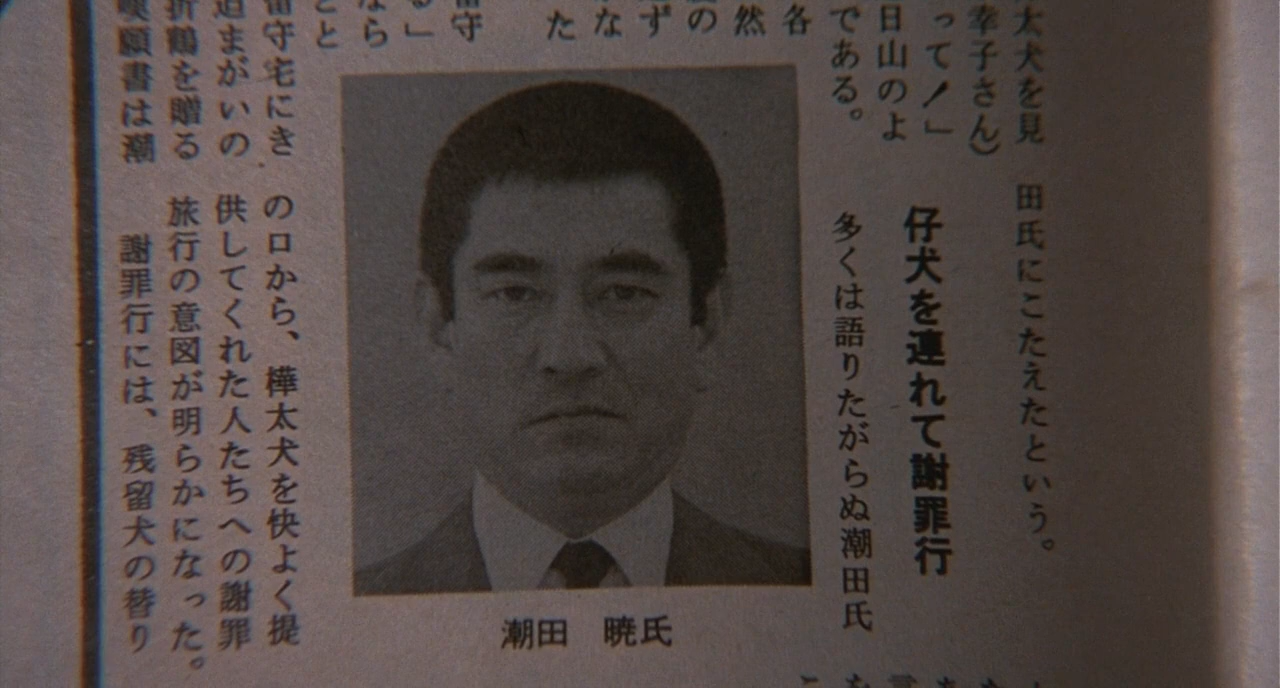 太犬を見
幸子さん）
って！」
日山のよ
である。
各
然
の
ず
な
た
留守
る」
なら
とと
留守宅にき
迫まがいの
折鶴を贈る
嘆願書は潮
田氏にこたえたという。
仔犬を連れて謝罪行
多くは語りたがらぬ潮田氏
の口から、樺太犬を快よく提
供してくれた人たちへの謝罪
旅行の意図が明らかになった。
謝罪行には、残留犬の替り
潮田　暁氏